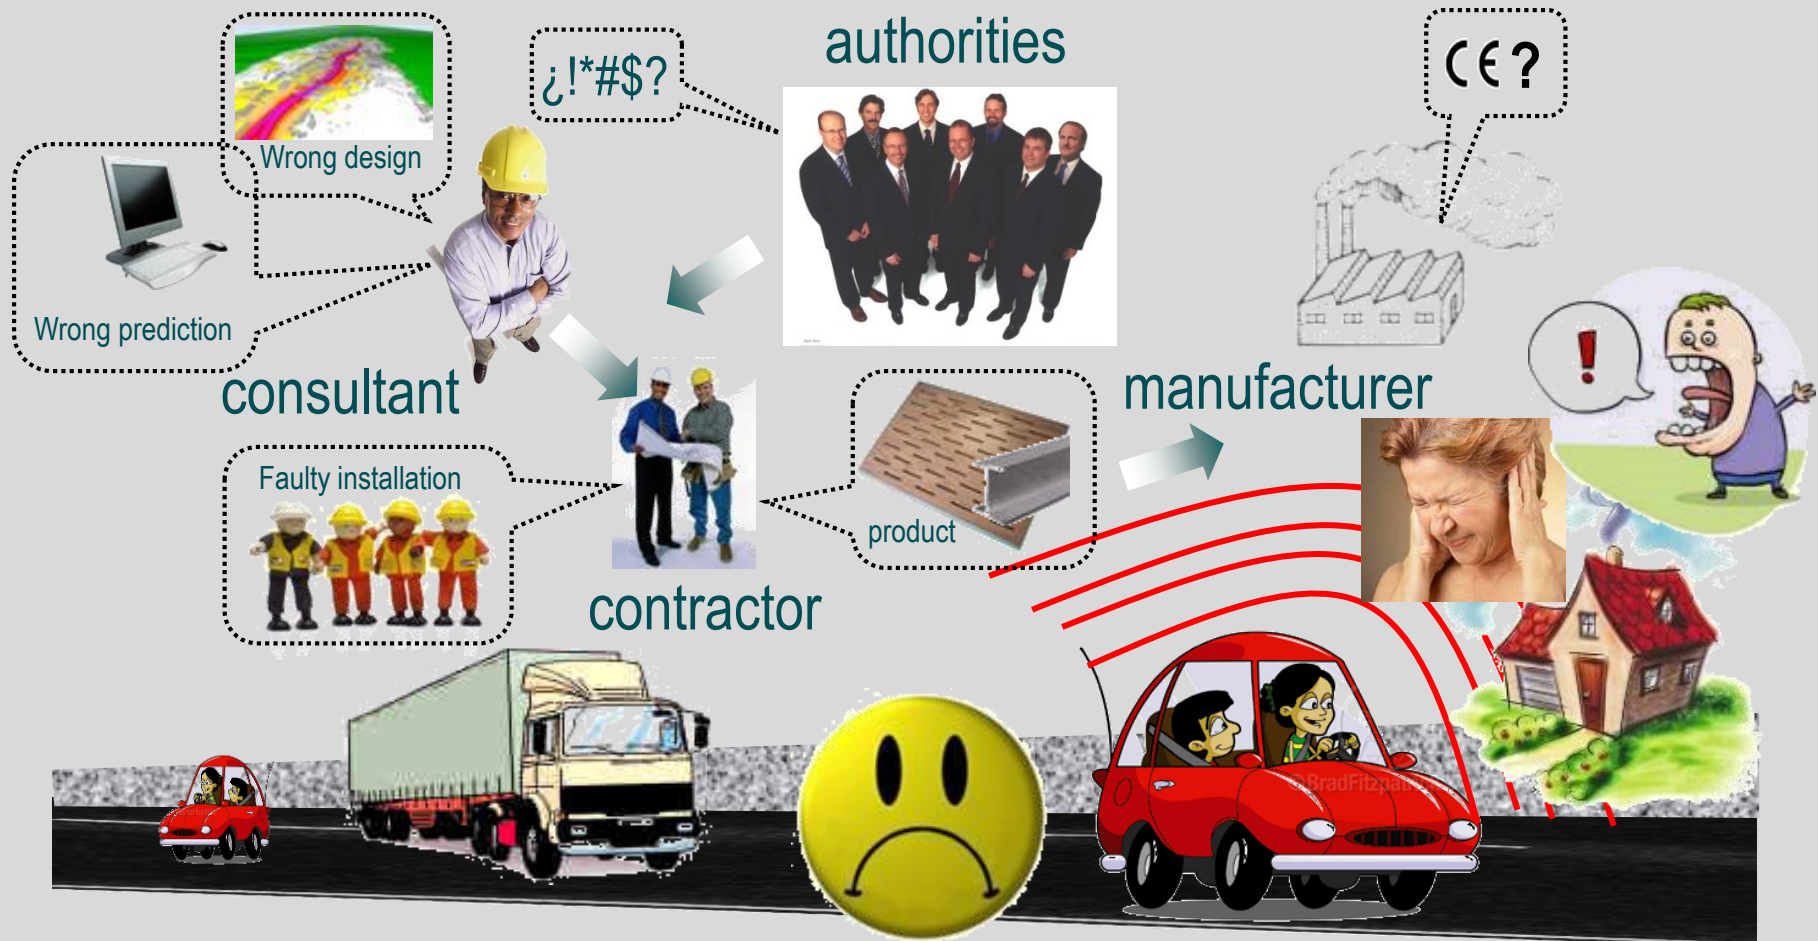 authorities
¿!*#$?
CE ?
Wrong design
Wrong prediction
consultant
manufacturer
!
Faulty installation
product
contractor